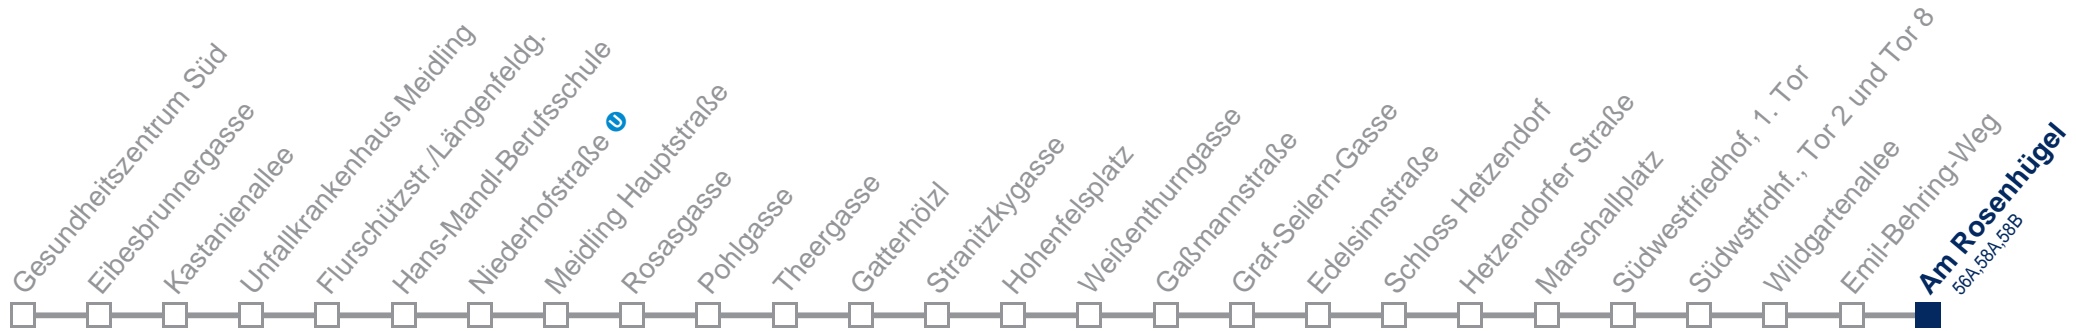 Gesundheitszentrum Süd
Eibesbrunnergasse
Kastanienallee
Unfallkrankenhaus Meidling
Flurschützstr./Längenfeldg.
Hans-Mandl-Berufsschule
Niederhofstraße U
Meidling Hauptstraße
Rosasgasse
Pohlgasse
Theergasse
Gatterhölzl
Stranitzkygasse
Hohenfelsplatz
Weißenthurngasse
Gaßmannstraße
Graf-Seilern-Gasse
Edelsinnstraße
Schloss Hetzendorf
Hetzendorfer Straße
Marschallplatz
Südwestfriedhof, 1. Tor
Südwstfrdhf., Tor 2 und Tor 8
Wildgartenallee
Emil-Behring-Weg
Am Rosenhügel
56A,58A,58B